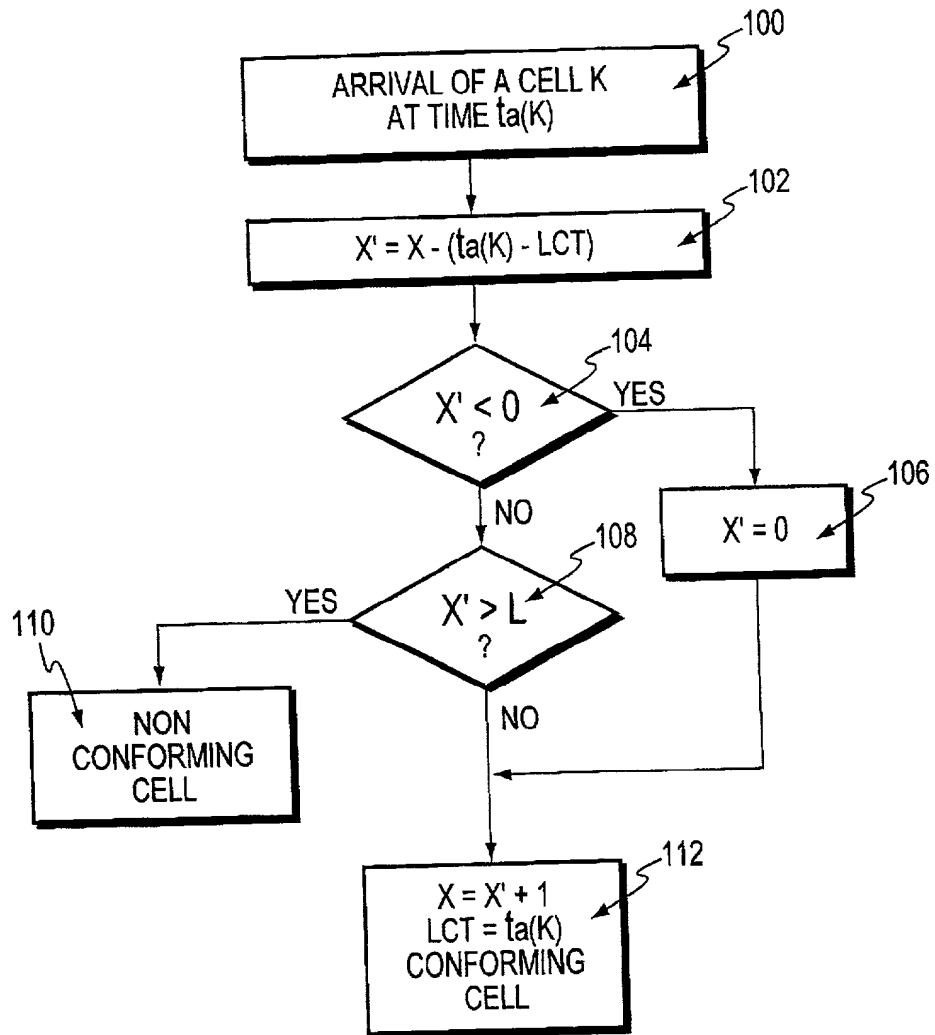 100
ARRIVAL OF A CELL K
AT TIME ta(K)
102
X' = X - (ta(K) - LCT)
104
X' < 0
?
YES
NO
106
X' = 0
108
X' > L
?
YES
NO
110
NON
CONFORMING
CELL
112
X = X' + 1
LCT = ta(K)
CONFORMING
CELL